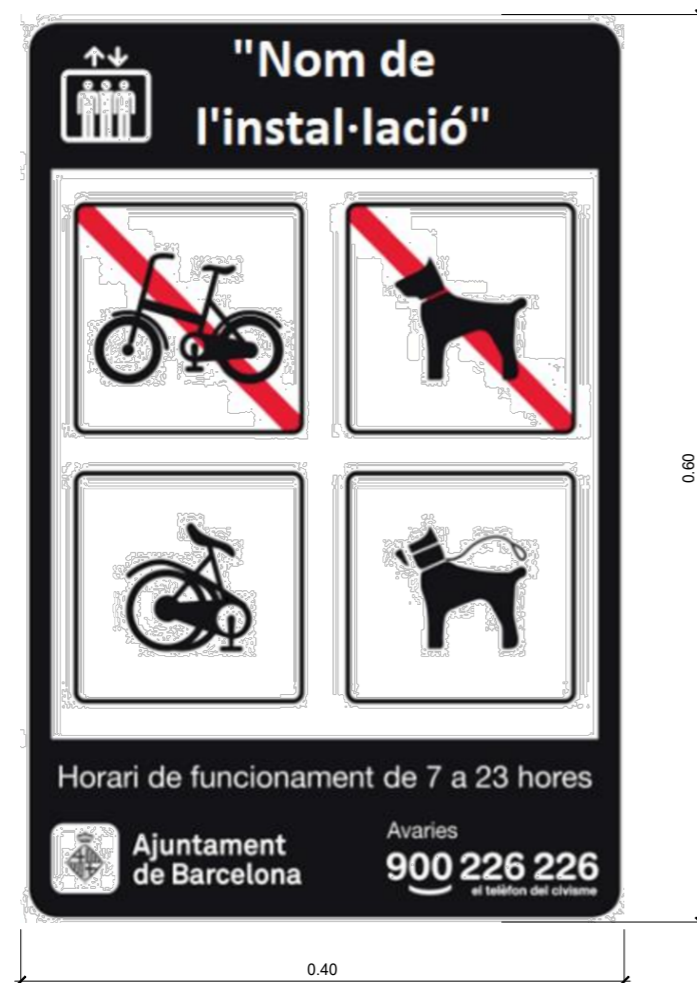 "Nom de
l'instal·lació"
Horari de funcionament de 7 a 23 hores
Ajuntament
de Barcelona
Avaries
900 226 226
el telèfon del civisme
0.60
0.40